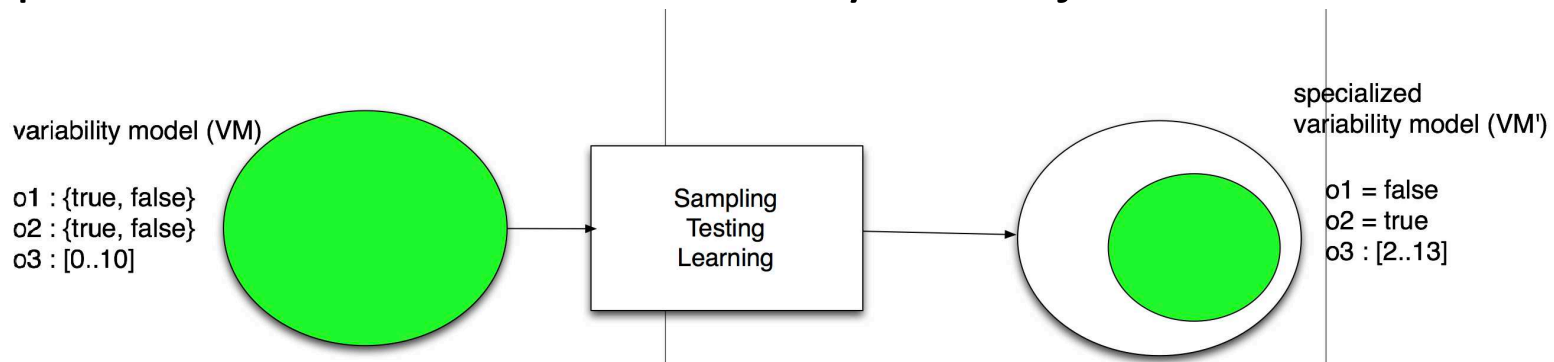 variability model (VM)
o1 : {true, false}
o2 : {true, false}
o3 : [0..10]
Sampling
Testing
Learning
specialized
variability model (VM')
o1 = false
o2 = true
o3 : [2..13]